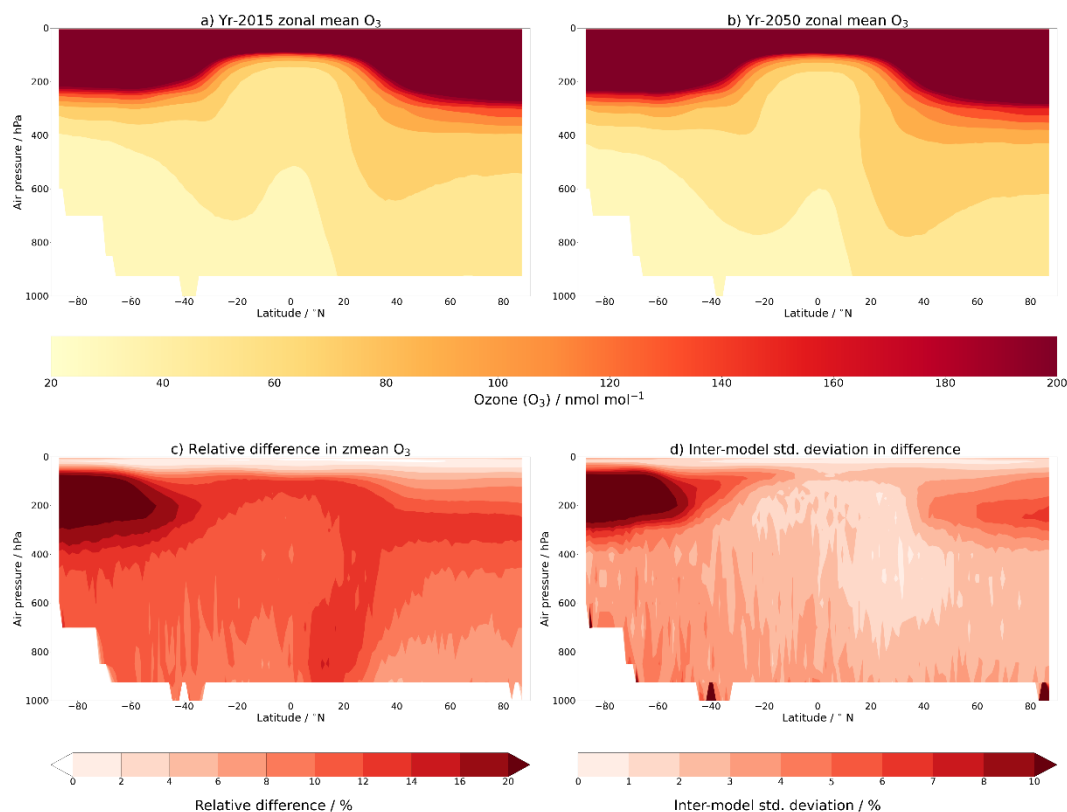 a) Yr-2015 zonal mean O₃
b) Yr-2050 zonal mean O₃
0
200
400
600
800
1000
Air pressure / hPa
−80 −60 −40 −20 0 20 40 60 80
Latitude / ˚N
0
200
400
600
800
1000
Air pressure / hPa
−80 −60 −40 −20 0 20 40 60 80
Latitude / ˚N
20 40 60 80 100 120 140 160 180 200
Ozone (O₃) / nmol mol⁻¹
c) Relative difference in zmean O₃
d) Inter-model std. deviation in difference
0
200
400
600
800
1000
Air pressure / hPa
−80 −60 −40 −20 0 20 40 60 80
Latitude / ˚N
0
200
400
600
800
1000
Air pressure / hPa
−80 −60 −40 −20 0 20 40 60 80
Latitude / ˚N
0 2 4 6 8 10 12 14 16 20
Relative difference / %
0 1 2 3 4 5 6 7 8 10
Inter-model std. deviation / %